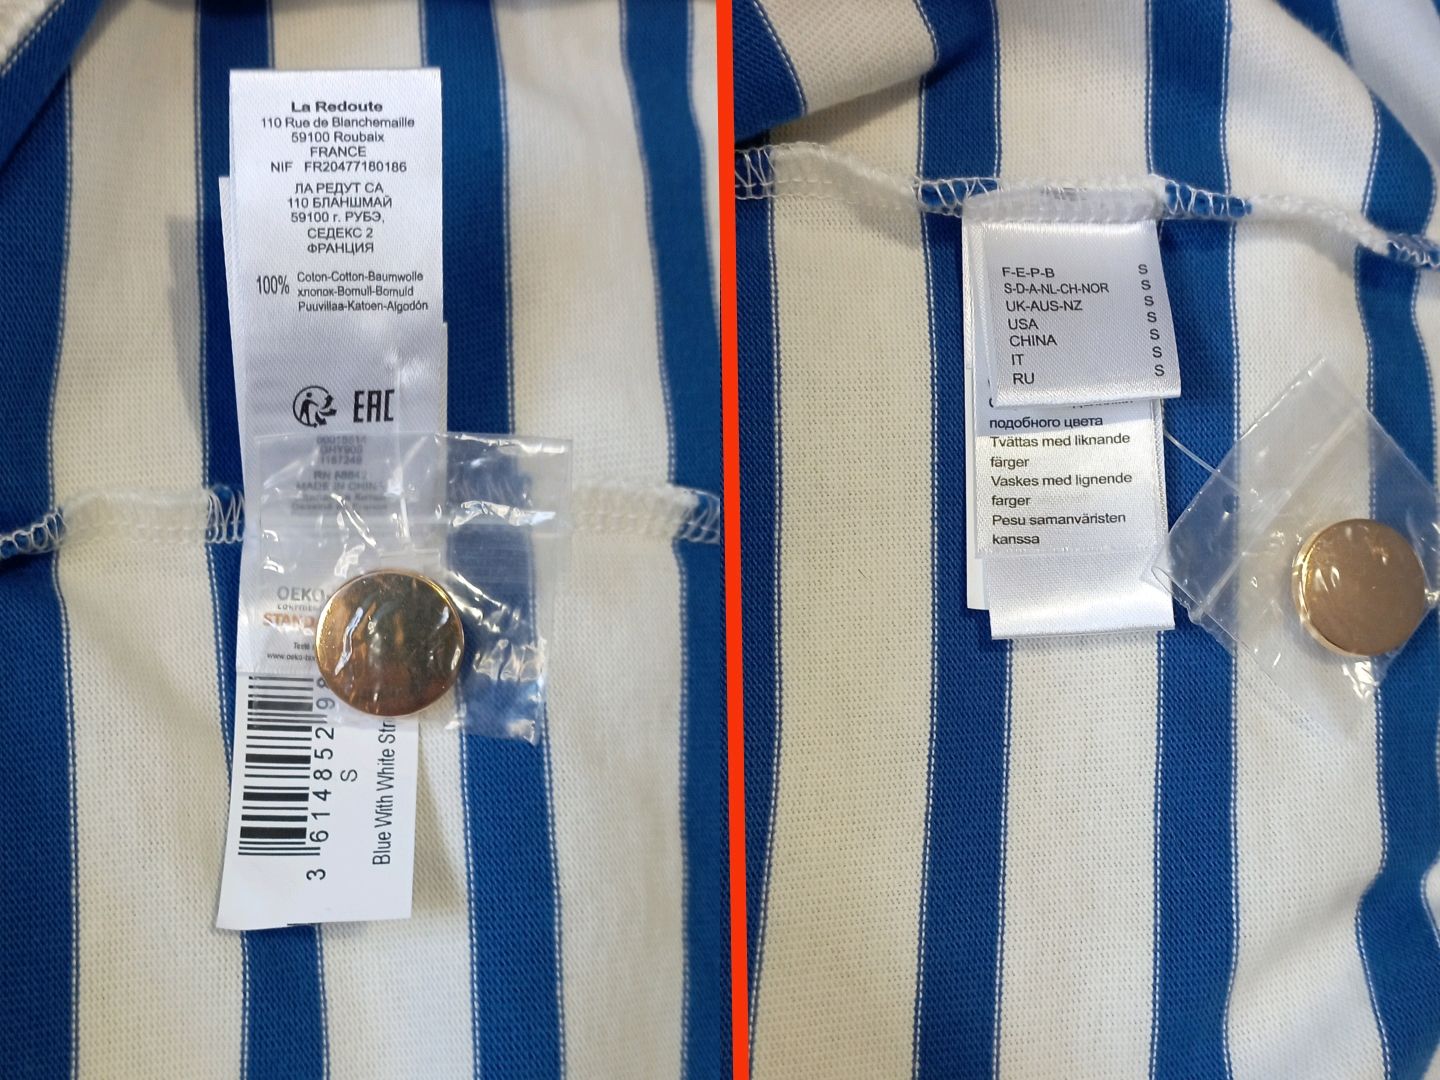 La Redoute
110 Rue de Blanchemaille
59100 Roubaix
FRANCE
NIF FR20477180186
ЛА РЕДУТ СА
110 БЛАНШМАЙ
59100 г. РУБЭ,
СЕДЕКС 2
ФРАНЦИЯ
100% Coton-Cotton-Baumwolle
хлопок-Bomull-Bomuld
Puuvillaa-Katoen-Algodón
EAC
MADE IN CHINA
OEKO-
STAN
www.oeko-tex
3 614852 9
S
Blue With White Str
F-E-P-B S
S-D-A-NL-CH-NOR S
UK-AUS-NZ S
USA S
CHINA S
IT S
RU S
подобного цвета
Tvättas med liknande
färger
Vaskes med lignende
farger
Pesu samanväristen
kanssa